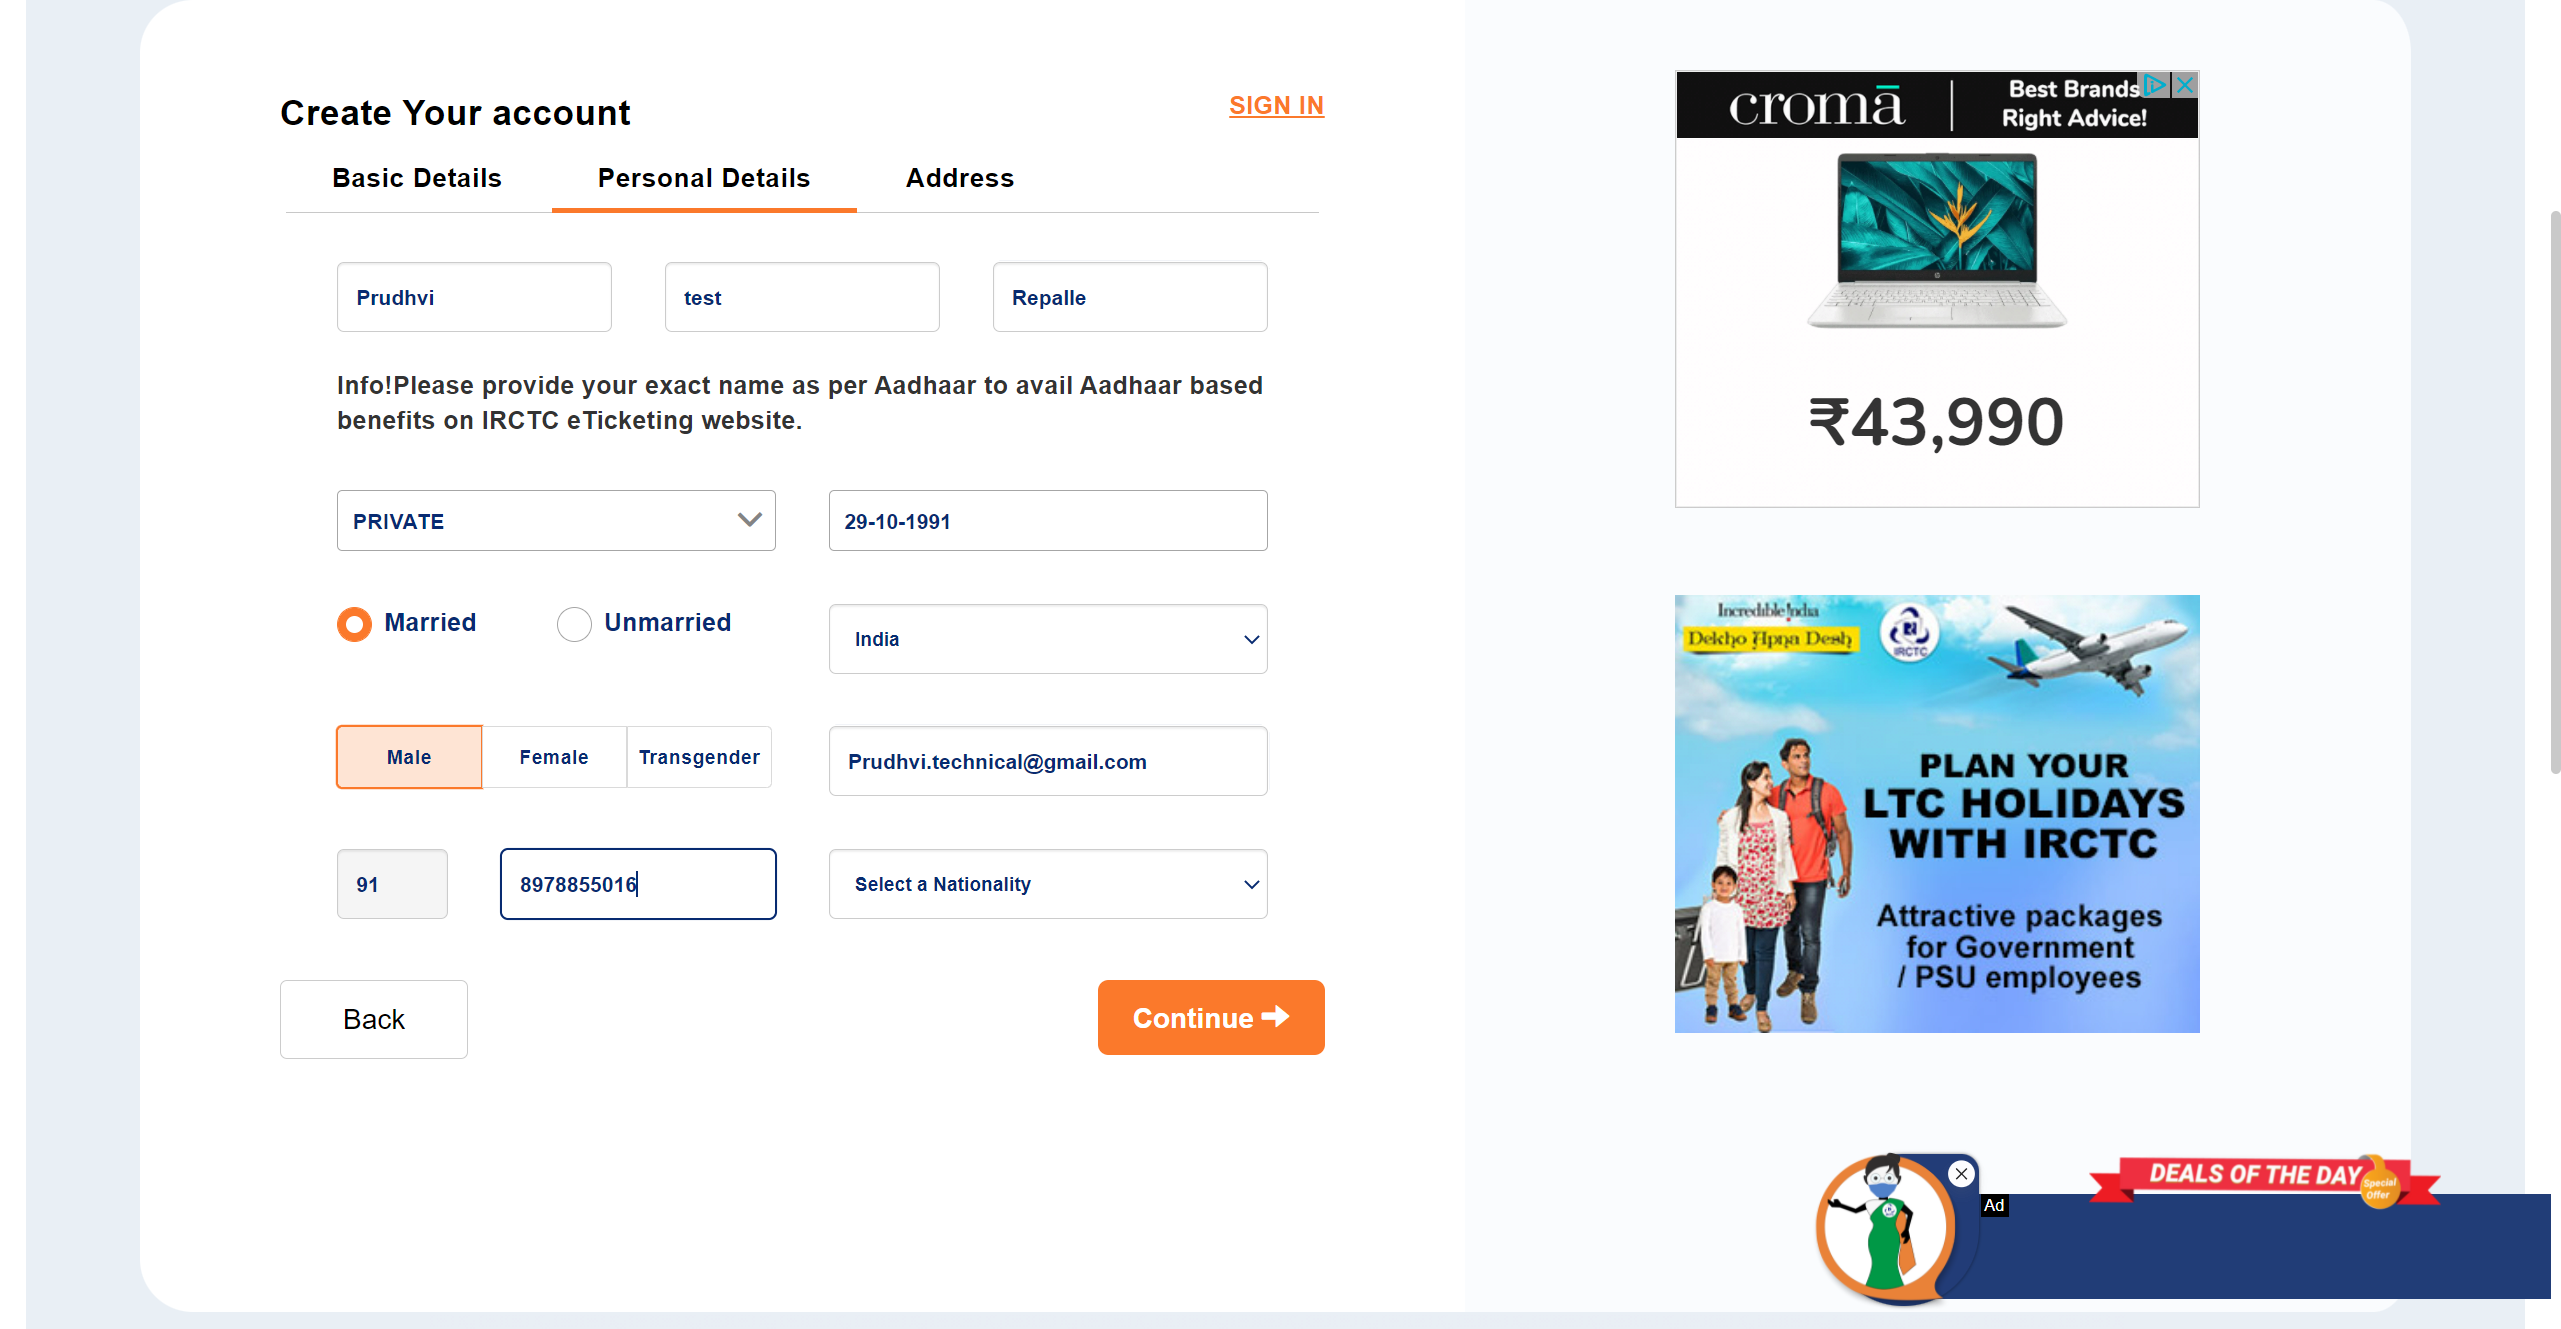 Create Your account
SIGN IN
Basic Details
Personal Details
Address
Prudhvi
test
Repalle
Info!Please provide your exact name as per Aadhaar to avail Aadhaar based
benefits on IRCTC eTicketing website.
PRIVATE
29-10-1991
Married
Unmarried
India
Male
Female
Transgender
Prudhvi.technical@gmail.com
91
8978855016
Select a Nationality
Back
Continue
croma
Best Brands
Right Advice!
₹43,990
Incredible India
Dekho Apna Desh
IRCTC
PLAN YOUR
LTC HOLIDAYS
WITH IRCTC
Attractive packages
for Government
/ PSU employees
DEALS OF THE DAY
Special
Offer
Ad